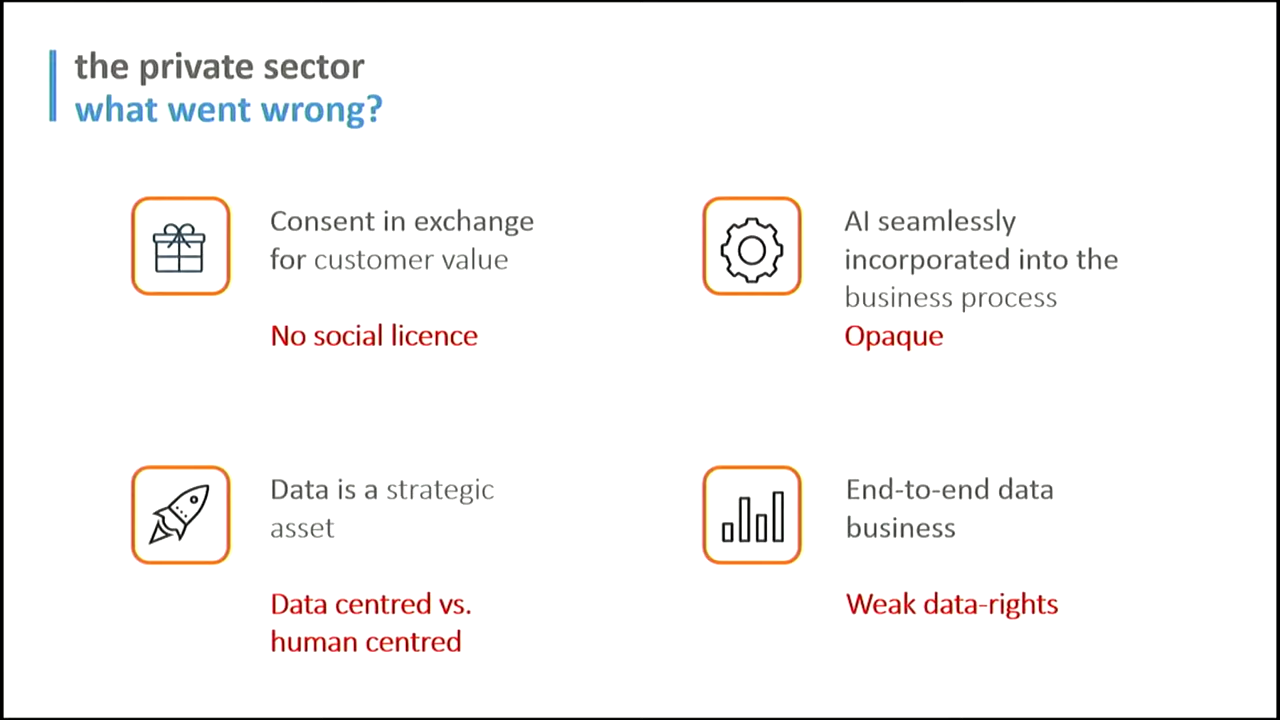 the private sector
what went wrong?
Consent in exchange
for customer value
No social licence
AI seamlessly
incorporated into the
business process
Opaque
Data is a strategic
asset
Data centred vs.
human centred
End-to-end data
business
Weak data-rights